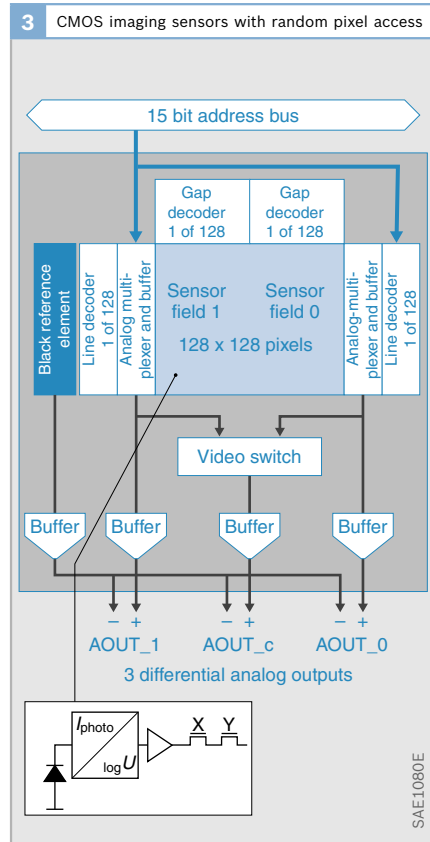 3 CMOS imaging sensors with random pixel access
15 bit address bus
Gap
decoder
1 of 128
Gap
decoder
1 of 128
Black reference
element
Line decoder
1 of 128
Analog multi-
plexer and buffer
Sensor
field 1
Sensor
field 0
128 x 128 pixels
Analog-multi-
plexer and buffer
Line decoder
1 of 128
Video switch
Buffer
Buffer
Buffer
Buffer
– +
– +
– +
AOUT_1
AOUT_c
AOUT_0
3 differential analog outputs
Iphoto
log U
X
Y
SAE1080E